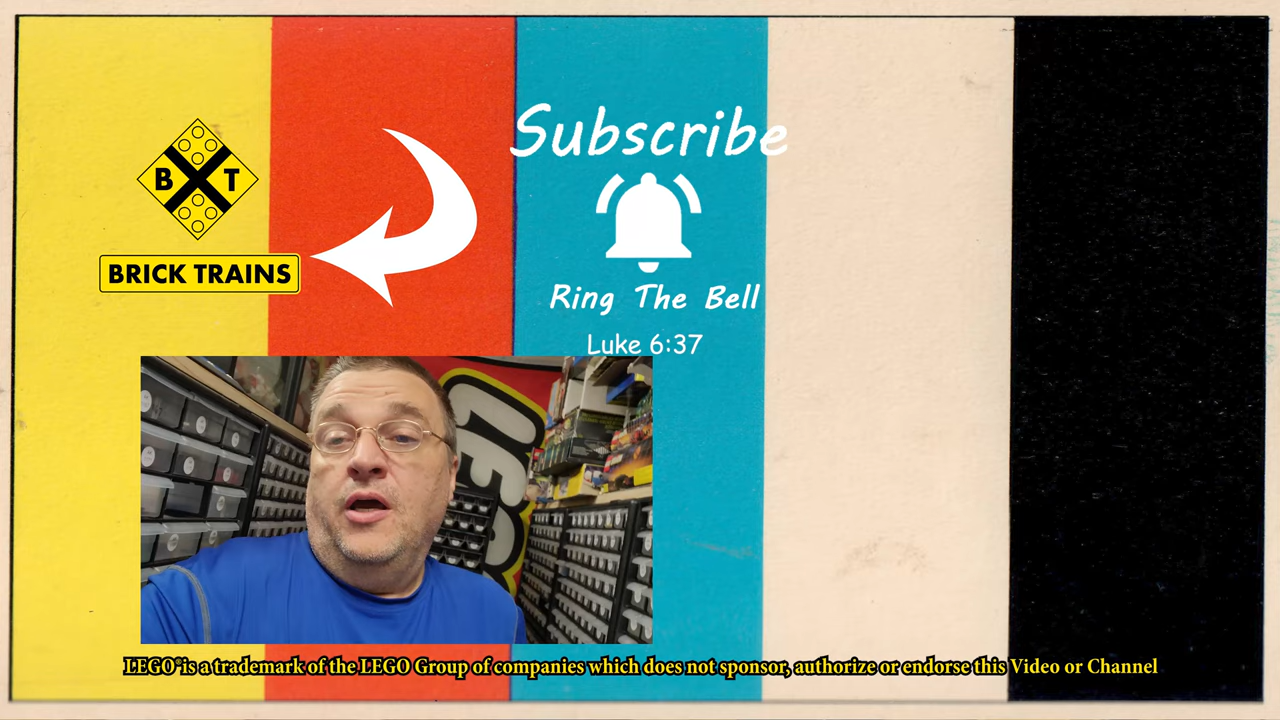 Subscribe
B T
BRICK TRAINS
Ring The Bell
Luke 6:37
LEGO
LEGO® is a trademark of the LEGO Group of companies which does not sponsor, authorize or endorse this Video or Channel